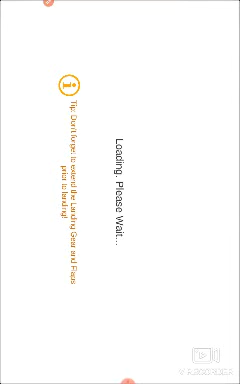 Loading. Please Wait...
Tip: Don't forget to extend the Landing Gear and Flaps
prior to landing!